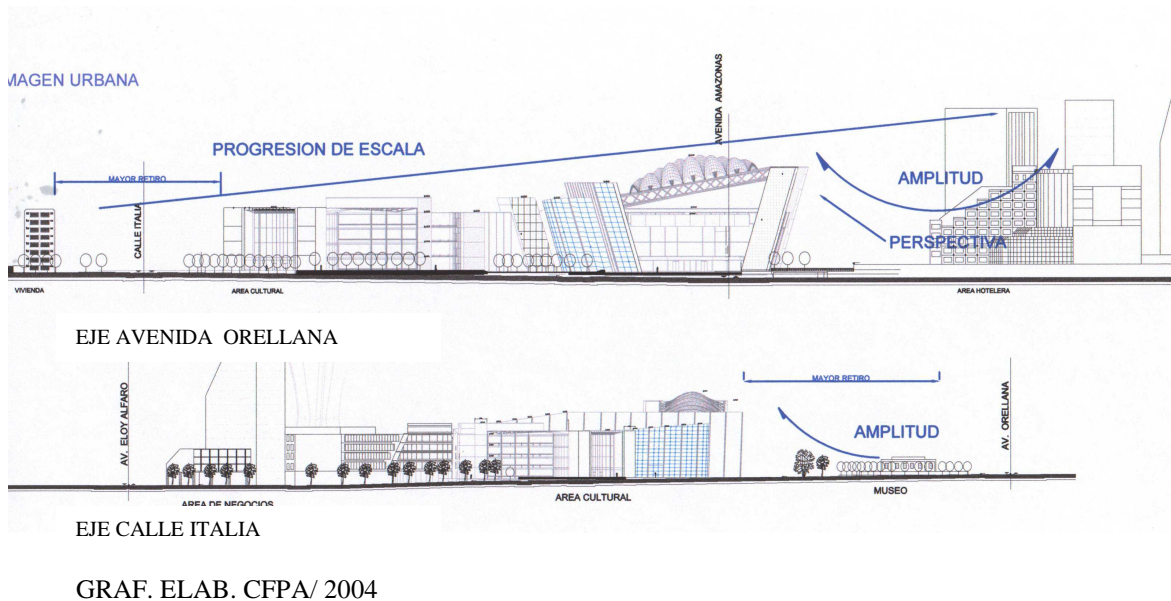 MAGEN URBANA
PROGRESION DE ESCALA
MAYOR RETIRO
CALLE ITALIA
AVENIDA AMAZONAS
AMPLITUD
PERSPECTIVA
VIVIENDA
AREA CULTURAL
AREA HOTELERA
EJE AVENIDA ORELLANA
AV. ELOY ALFARO
MAYOR RETIRO
AMPLITUD
AV. ORELLANA
AREA DE NEGOCIOS
AREA CULTURAL
MUSEO
EJE CALLE ITALIA
GRAF. ELAB. CFPA/ 2004